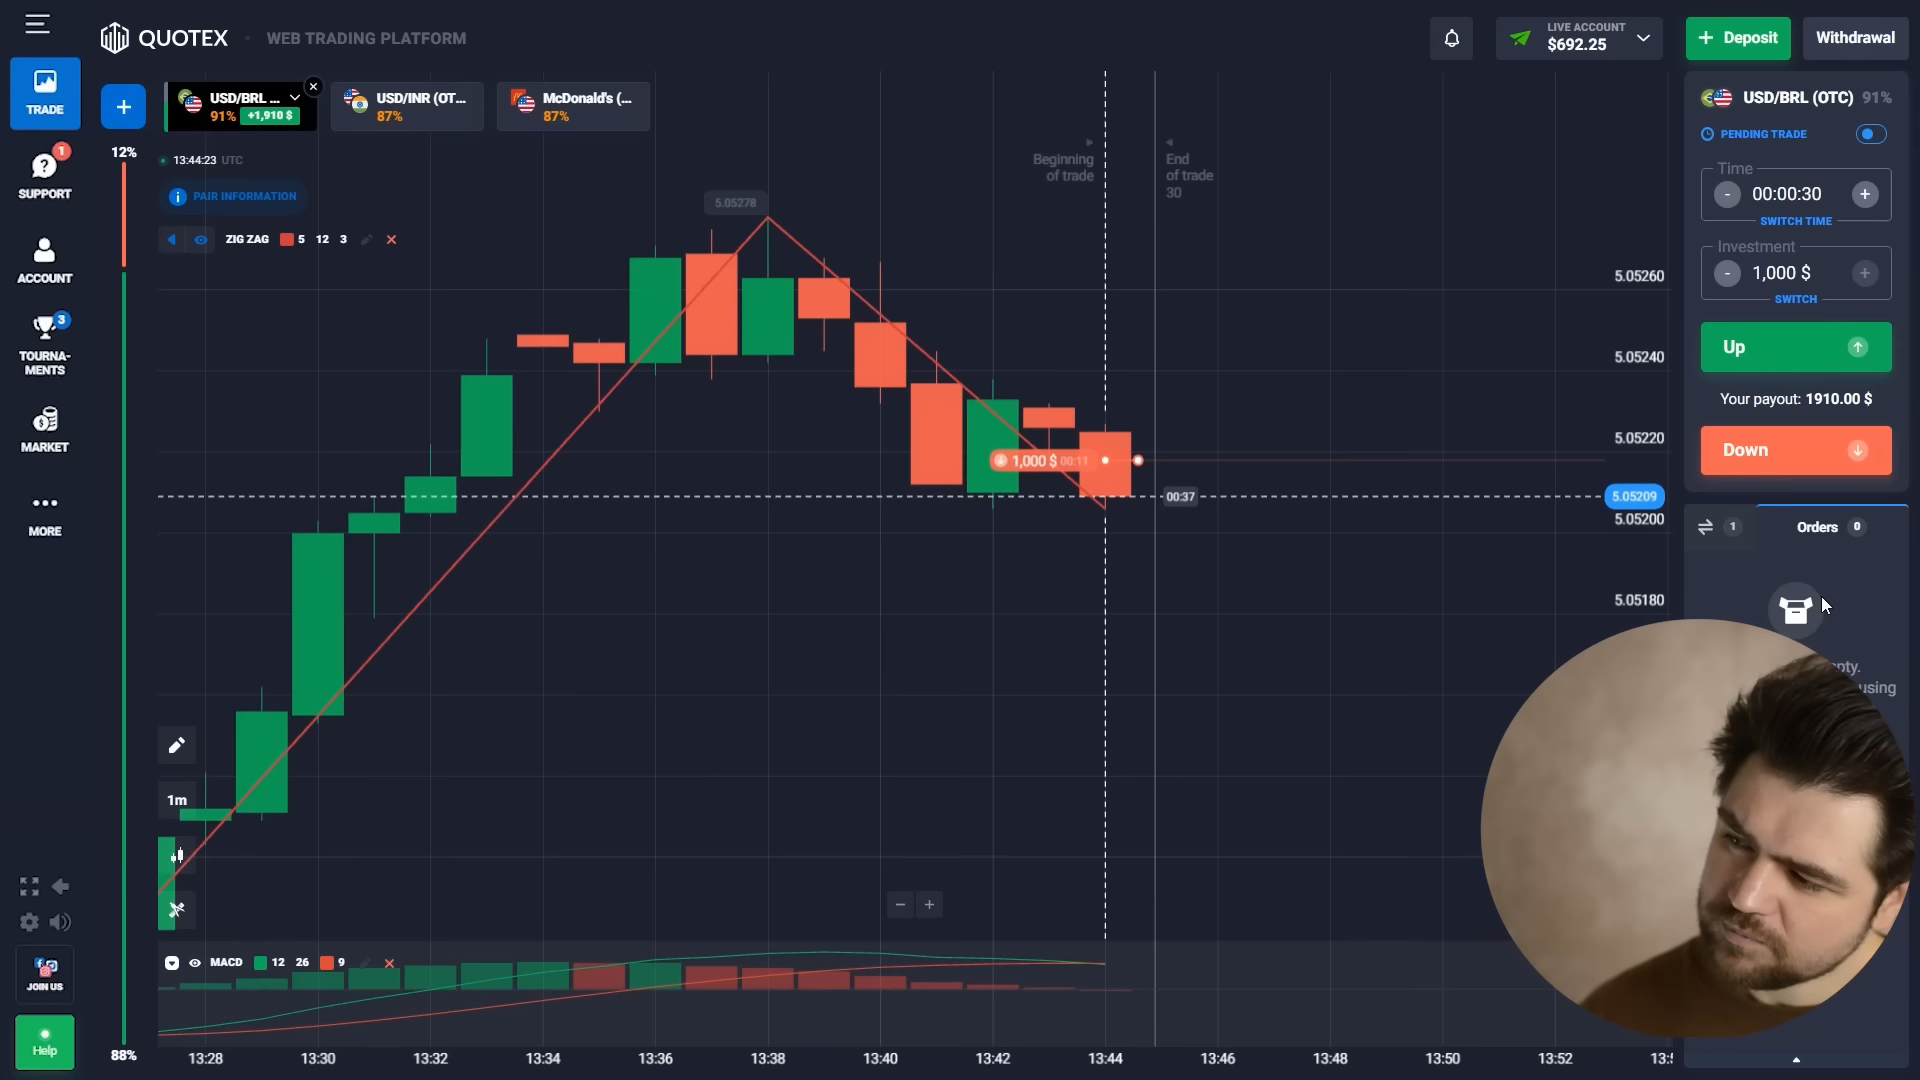 QUOTEX
WEB TRADING PLATFORM
LIVE ACCOUNT
$692.25
Deposit
Withdrawal
TRADE
SUPPORT
1
ACCOUNT
3
TOURNA-
MENTS
MARKET
MORE
JOIN US
Help
+
12%
88%
USD/BRL ...
91% +1,910 $
USD/INR (OT...
87%
McDonald's (...
87%
13:44:23 UTC
PAIR INFORMATION
ZIG ZAG 5 12 3
5.05278
Beginning
of trade
End
of trade
30
5.05260
5.05240
5.05220
5.05209
5.05200
5.05180
1,000 $ 00:11
00:37
1m
MACD 12 26 9
13:28 13:30 13:32 13:34 13:36 13:38 13:40 13:42 13:44 13:46 13:48 13:50 13:52
USD/BRL (OTC) 91%
PENDING TRADE
Time
- 00:00:30 +
SWITCH TIME
Investment
- 1,000 $ +
SWITCH
Up
Your payout: 1910.00 $
Down
1
Orders 0
using